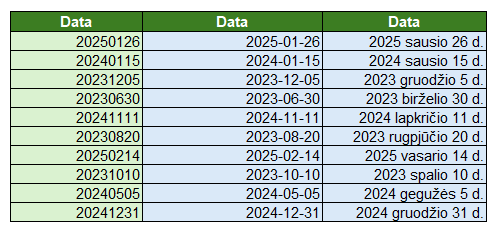 Data Data Data
20250126 2025-01-26 2025 sausio 26 d.
20240115 2024-01-15 2024 sausio 15 d.
20231205 2023-12-05 2023 gruodžio 5 d.
20230630 2023-06-30 2023 birželio 30 d.
20241111 2024-11-11 2024 lapkričio 11 d.
20230820 2023-08-20 2023 rugpjūčio 20 d.
20250214 2025-02-14 2025 vasario 14 d.
20231010 2023-10-10 2023 spalio 10 d.
20240505 2024-05-05 2024 gegužės 5 d.
20241231 2024-12-31 2024 gruodžio 31 d.